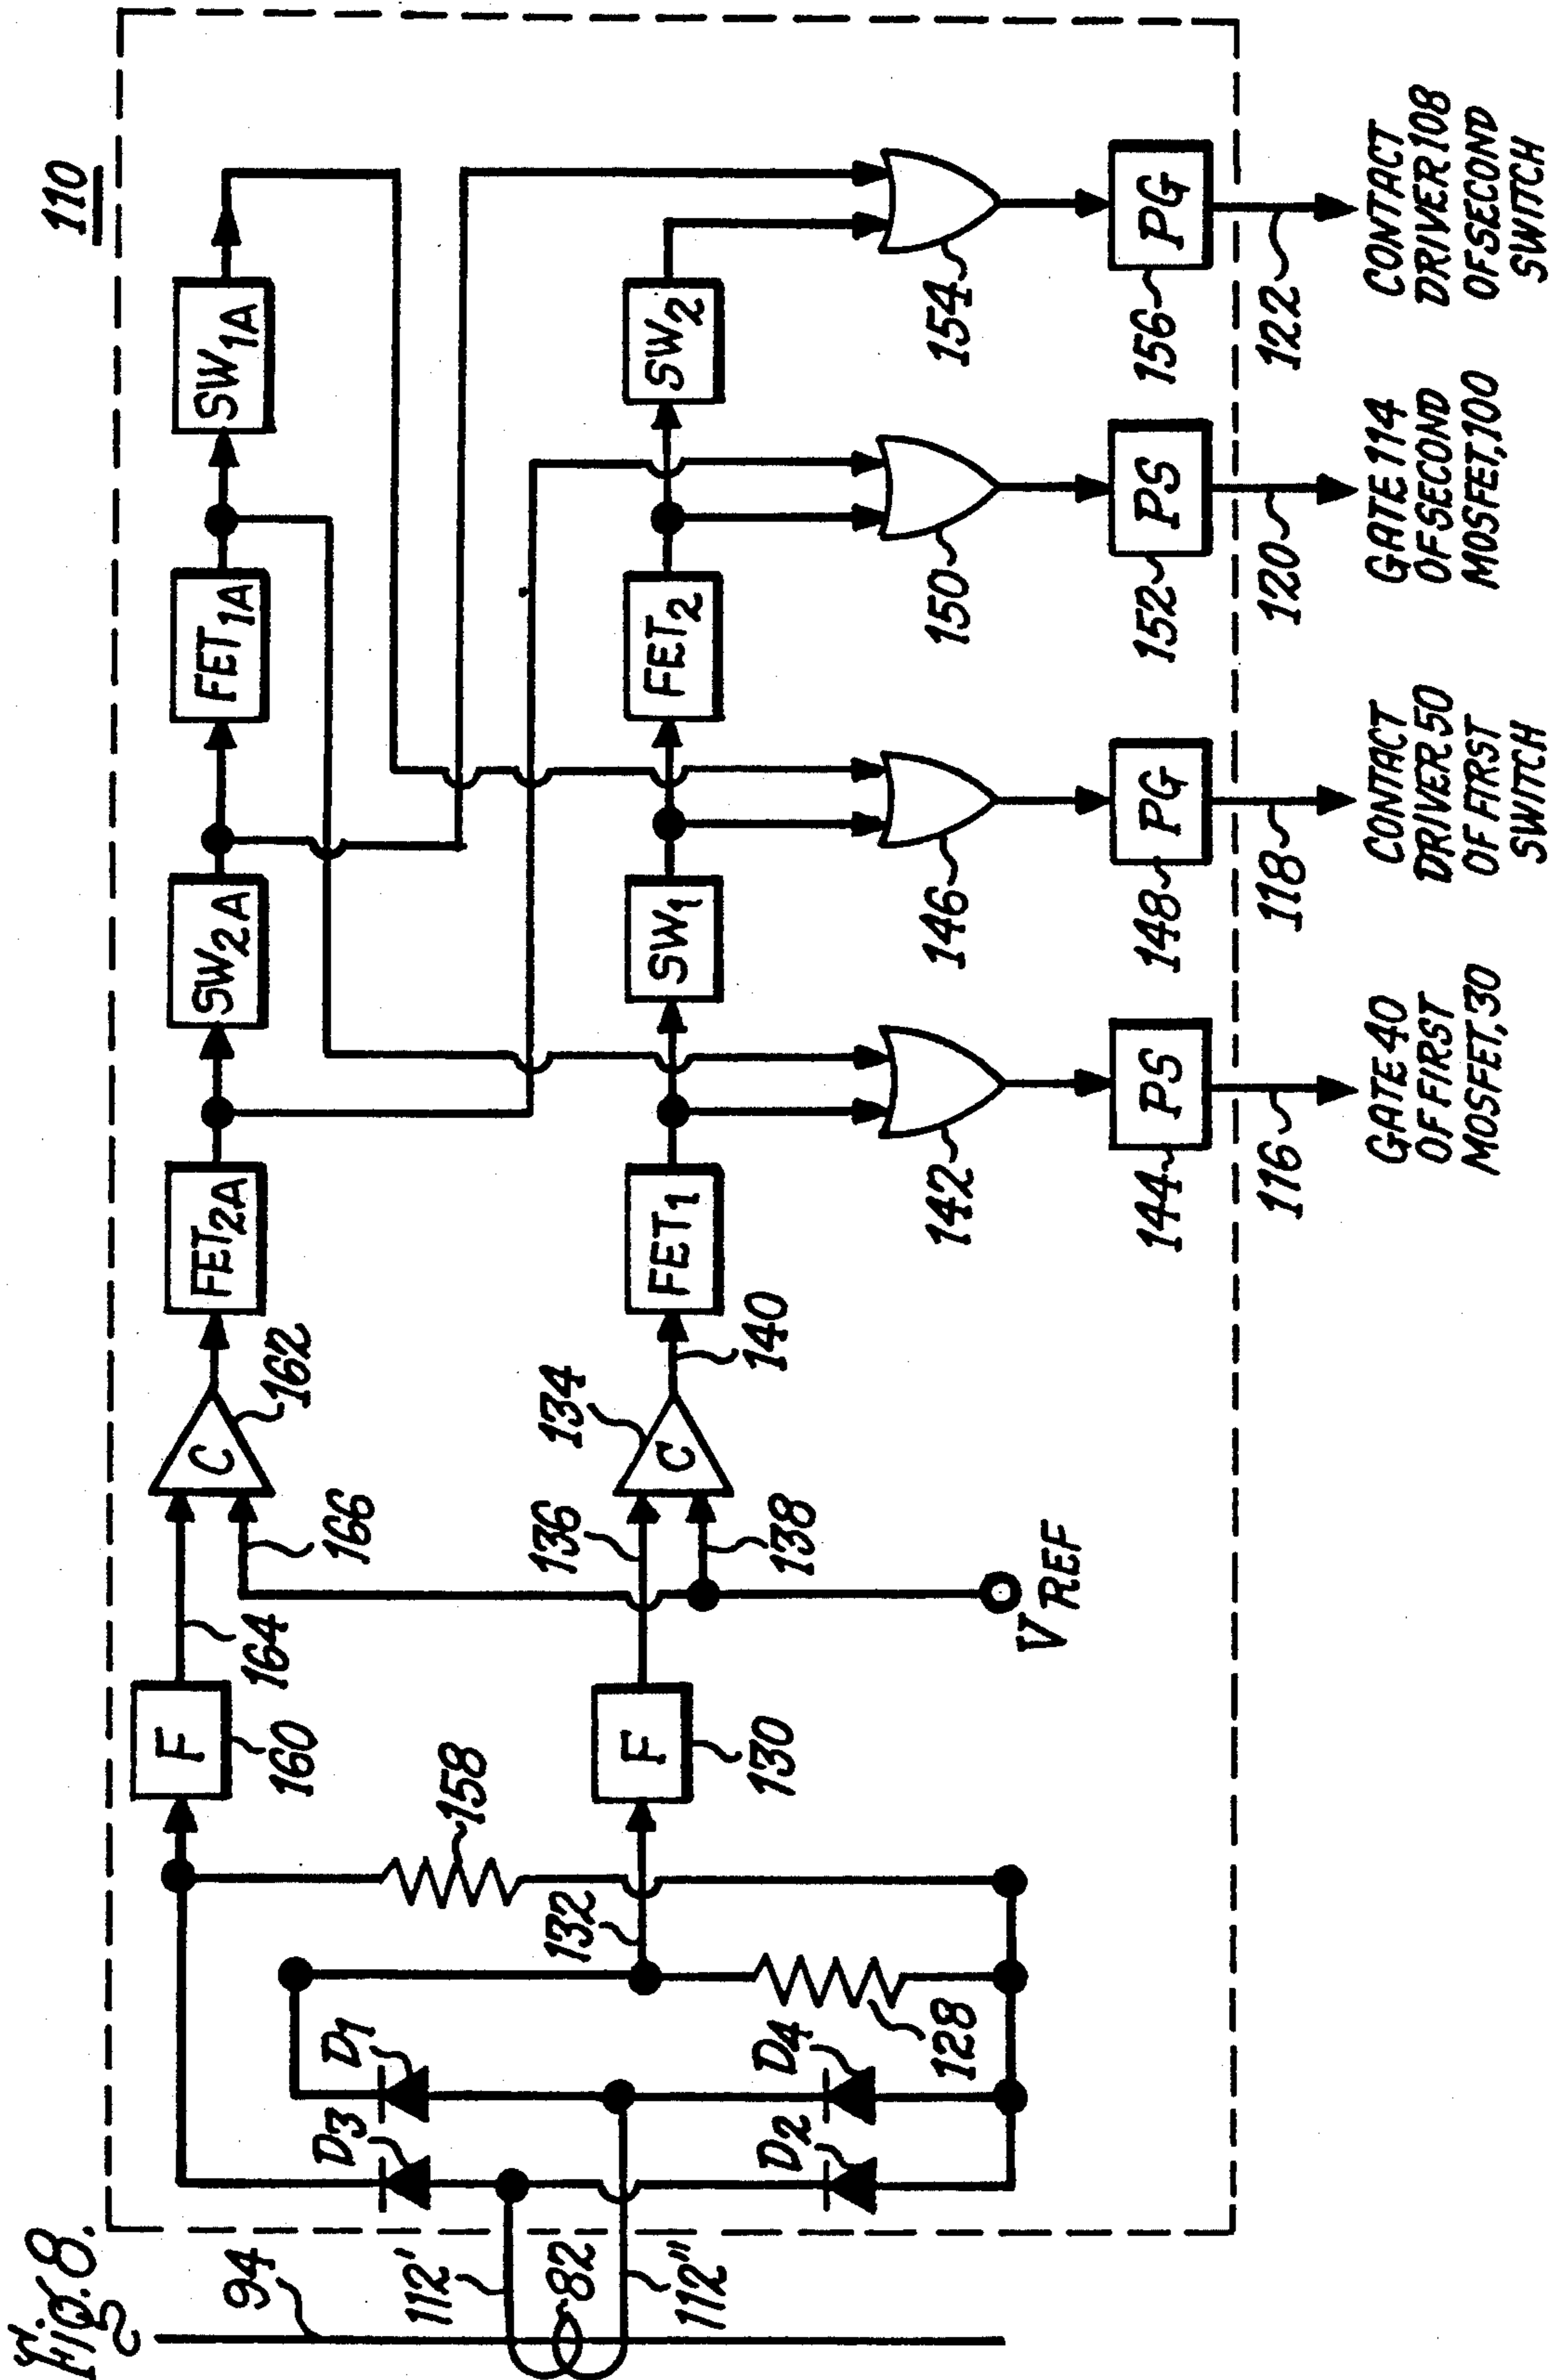 Fig. 8.
110
94
112'
82
112"
D3
D1
D2
D4
128
132
158
F
160
164
F
130
136
166
138
V REF
C
162
C
134
140
FET2A
SW2A
FET1A
SW1A
FET1
SW1
FET2
SW2
142
146
150
154
PS
144
PG
148
PS
152
PG
156
116
118
120
122
GATE 40
OF FIRST
MOSFET, 30
CONTACT
DRIVER 50
OF FIRST
SWITCH
GATE 114
OF SECOND
MOSFET, 100
CONTACT
DRIVER 108
OF SECOND
SWITCH